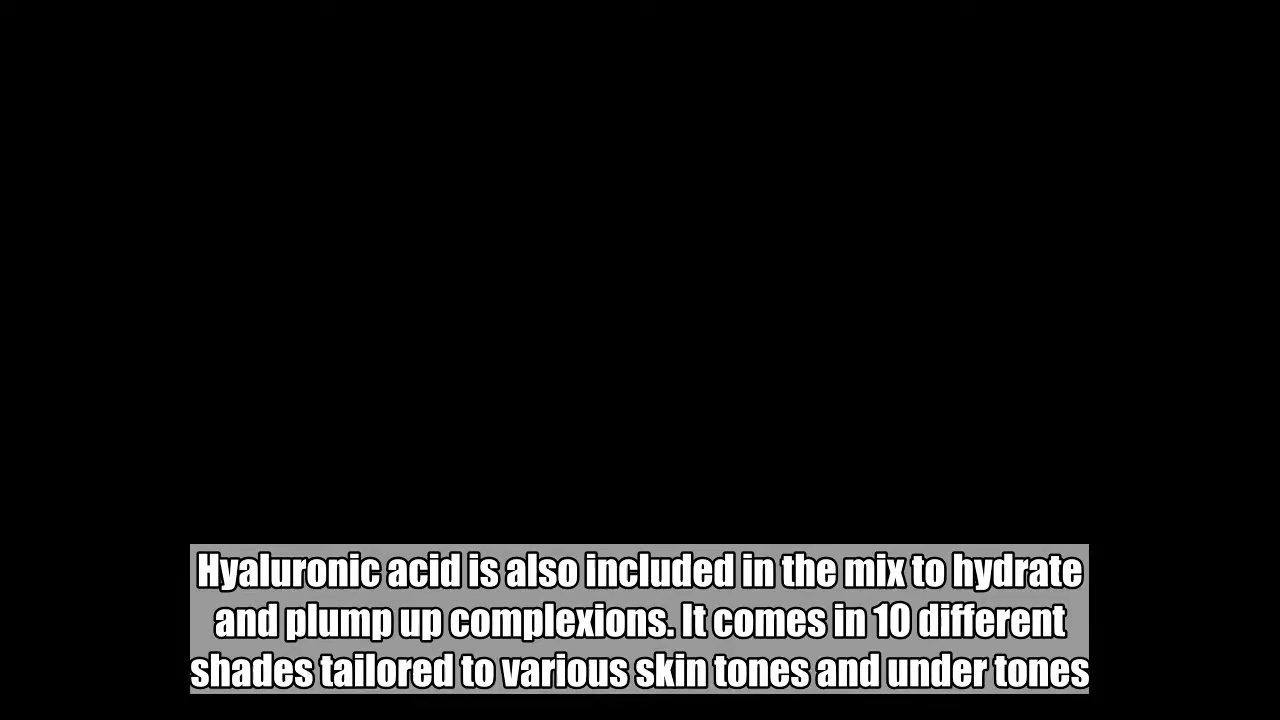 Hyaluronic acid is also included in the mix to hydrate
and plump up complexions. It comes in 10 different
shades tailored to various skin tones and under tones